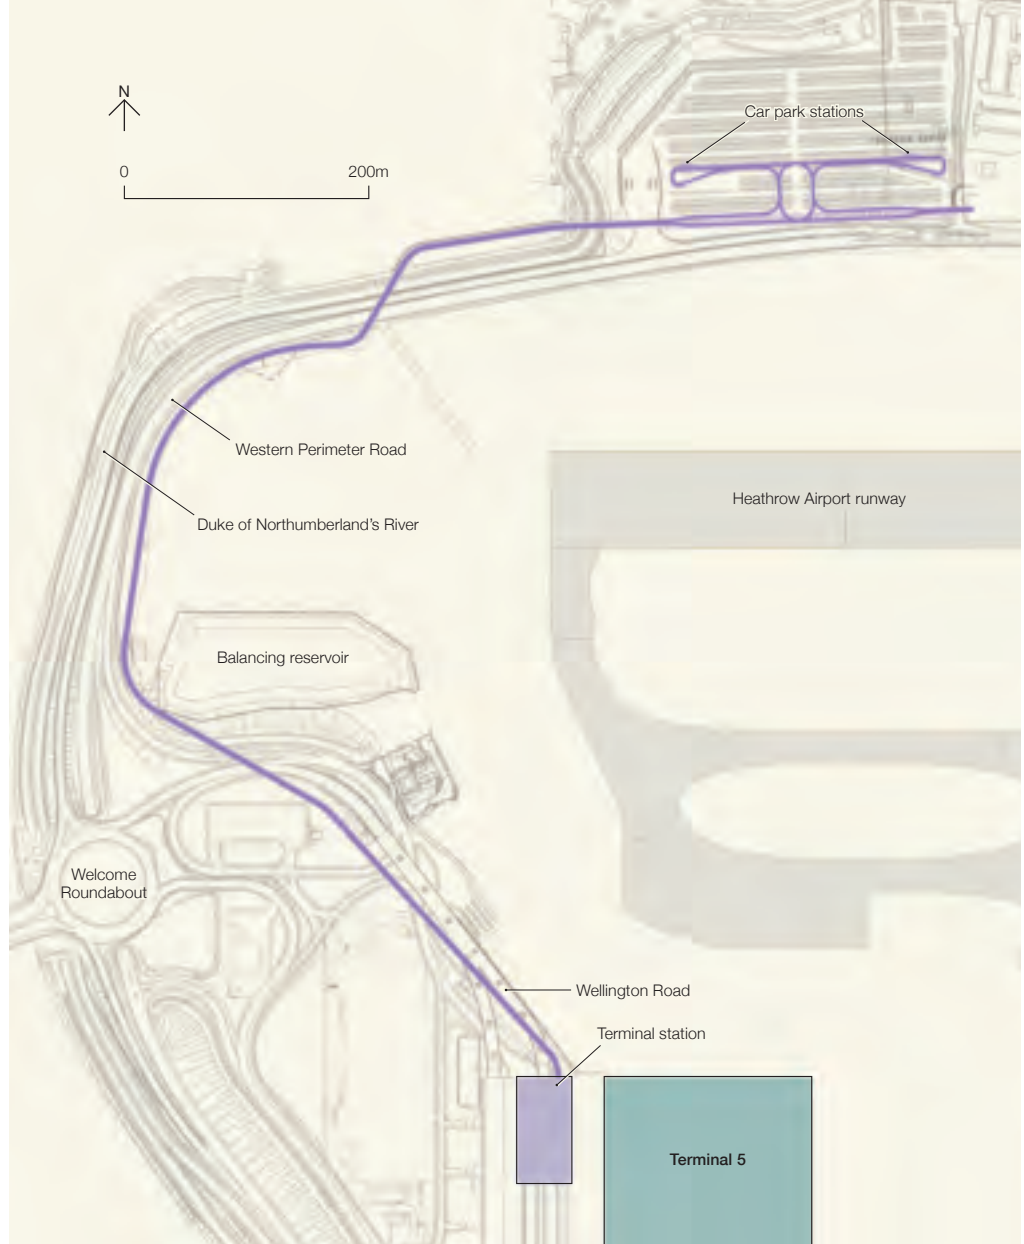 N
Car park stations
0
200m
Western Perimeter Road
Heathrow Airport runway
Duke of Northumberland's River
Balancing reservoir
Welcome
Roundabout
Wellington Road
Terminal station
Terminal 5